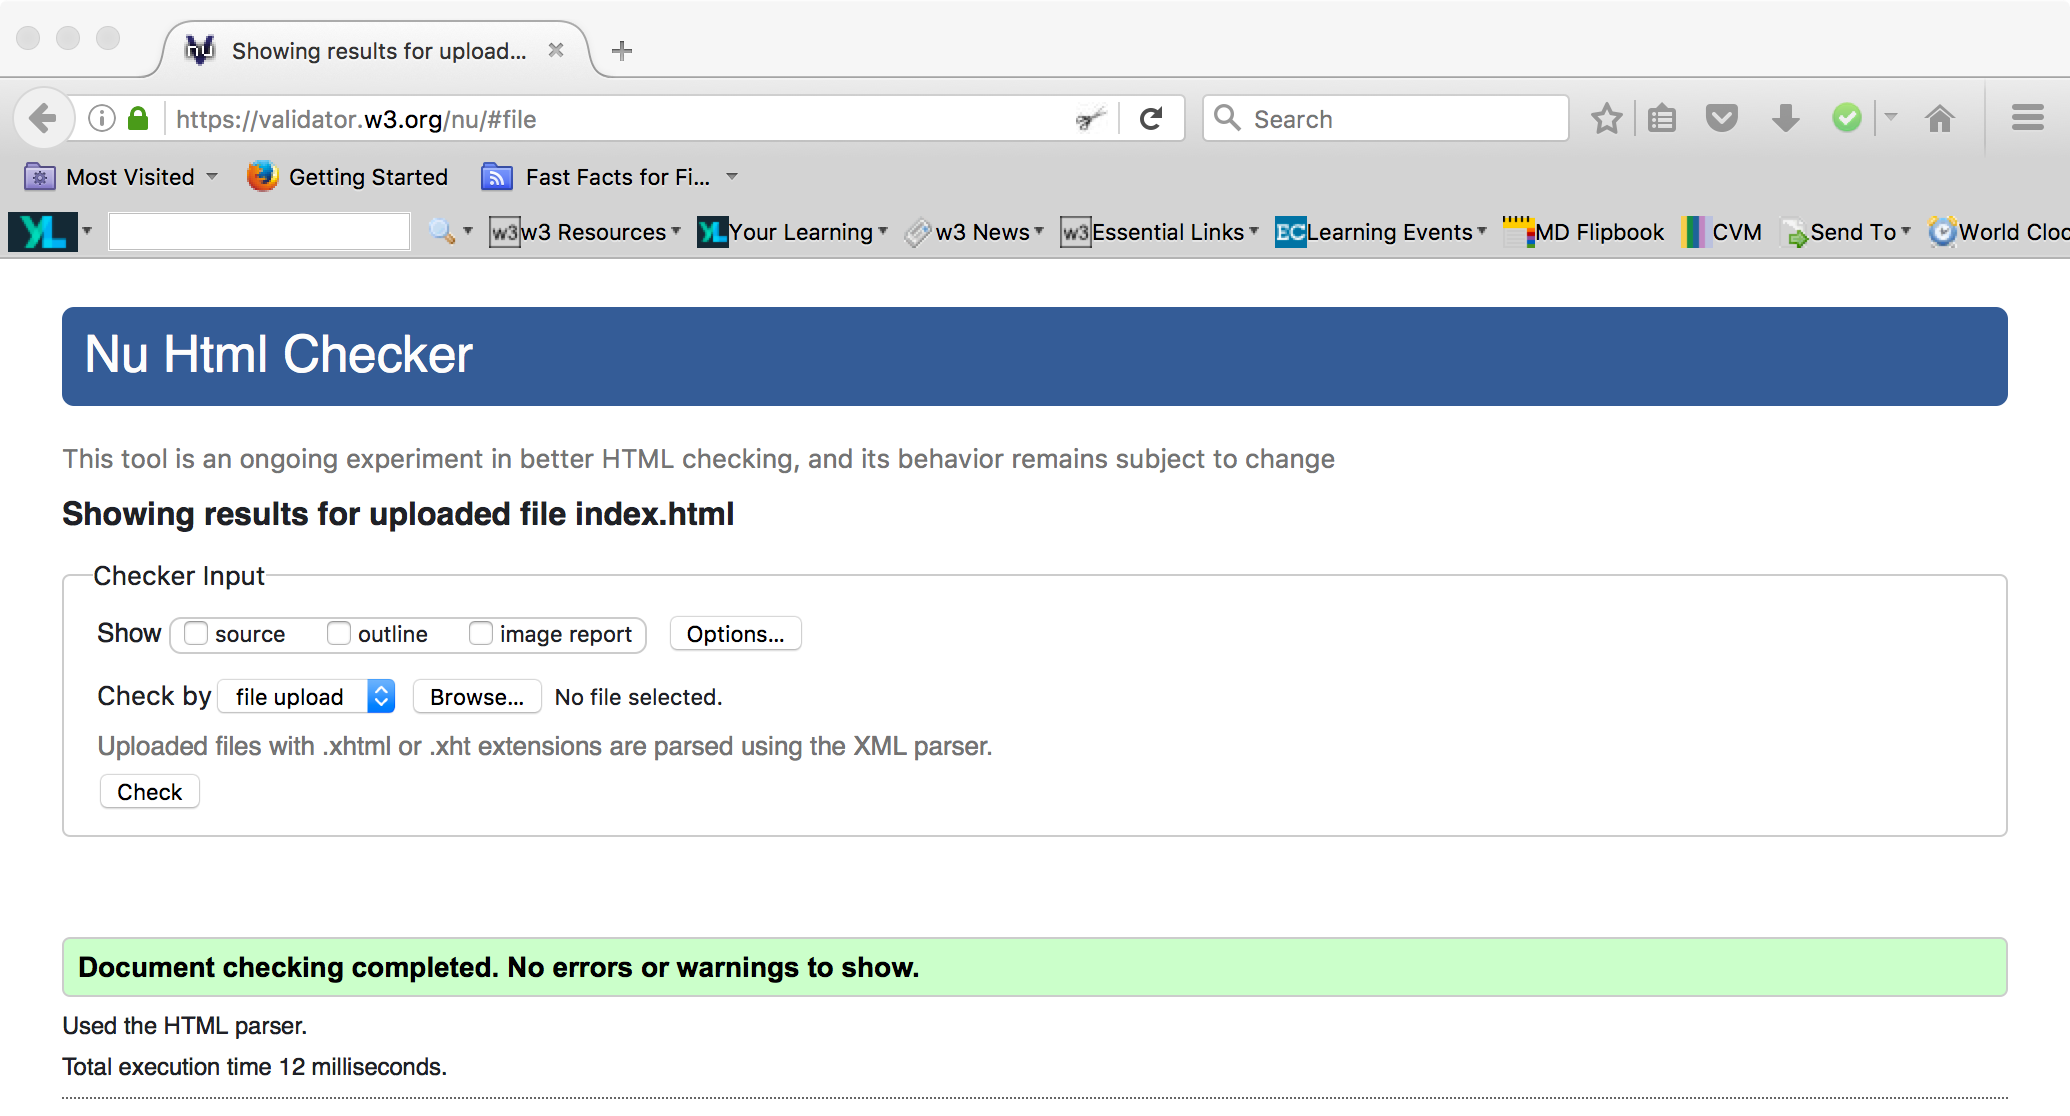 Showing results for upload...
https://validator.w3.org/nu/#file
Search
Most Visited
Getting Started
Fast Facts for Fi...
YL
w3 w3 Resources
YL Your Learning
w3 News
w3 Essential Links
EC Learning Events
MD Flipbook
CVM
Send To
World Cloc
Nu Html Checker
This tool is an ongoing experiment in better HTML checking, and its behavior remains subject to change
Showing results for uploaded file index.html
Checker Input
Show source outline image report Options...
Check by file upload Browse... No file selected.
Uploaded files with .xhtml or .xht extensions are parsed using the XML parser.
Check
Document checking completed. No errors or warnings to show.
Used the HTML parser.
Total execution time 12 milliseconds.